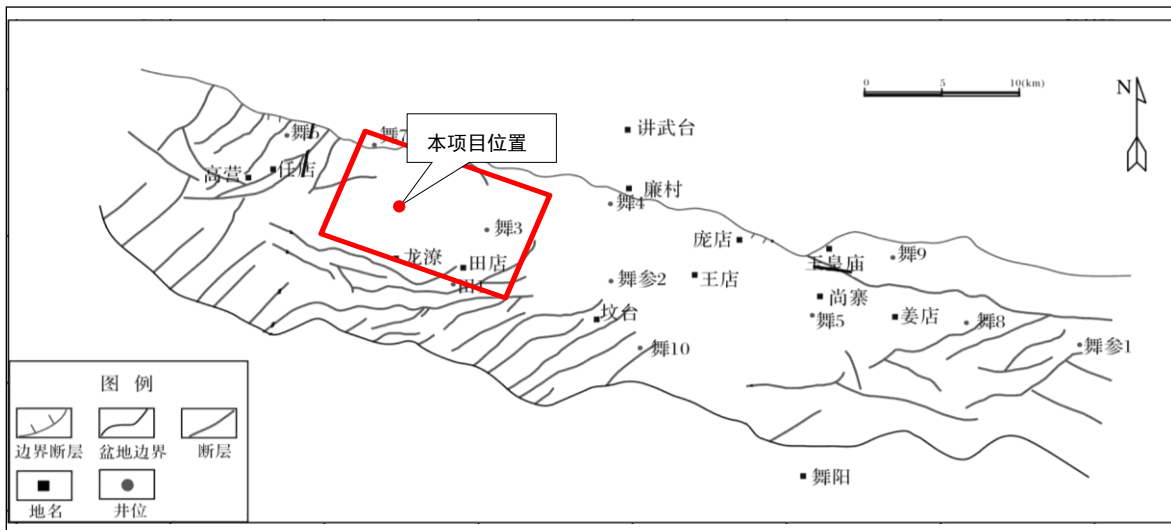 0 5 10(km)
N
讲武台
本项目位置
舞7
舞6
任店
高营
廉村
舞4
舞3
庞店
玉皇庙
舞9
龙潦
田店
田1
舞参2
王店
尚寨
舞5
姜店
舞8
坟台
舞10
舞参1
舞阳
图 例
边界断层 盆地边界 断层
地名 井位